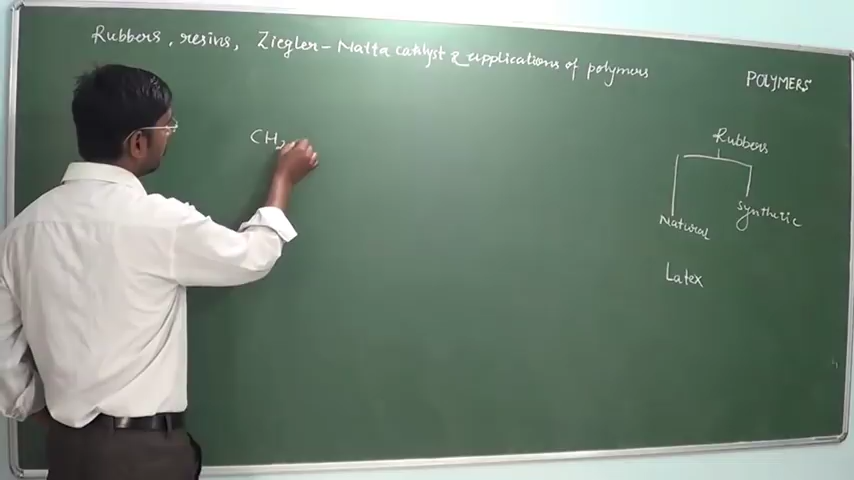 Rubbers, resins, Ziegler-Natta catalyst & applications of polymers
POLYMERS
CH2
Rubbers
Natural
Synthetic
Latex